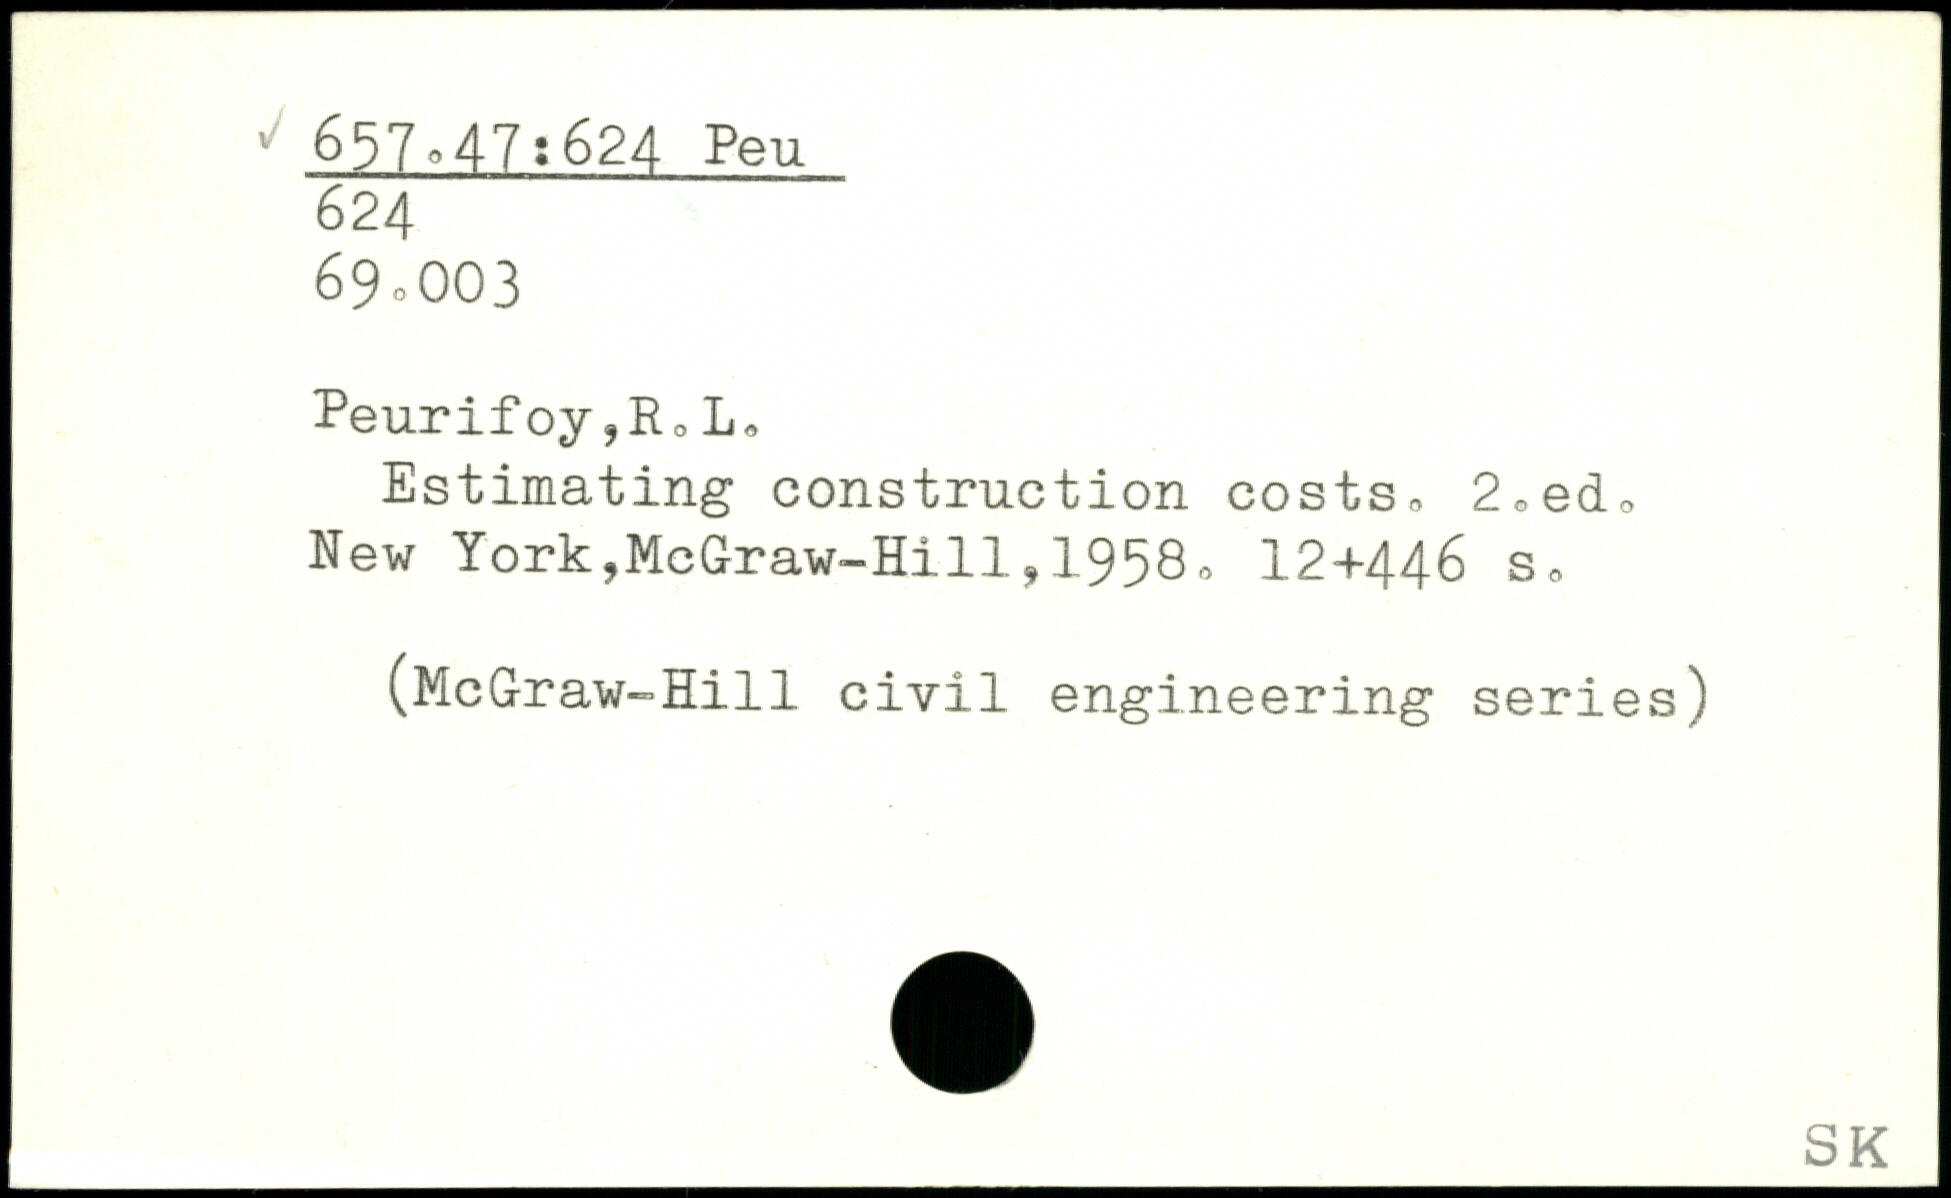 ✓ 657.47:624 Peu
624
69.003
Peurifoy,R.L.
Estimating construction costs. 2.ed.
New York,McGraw-Hill,1958. 12+446 s.
(McGraw-Hill civil engineering series)
SK